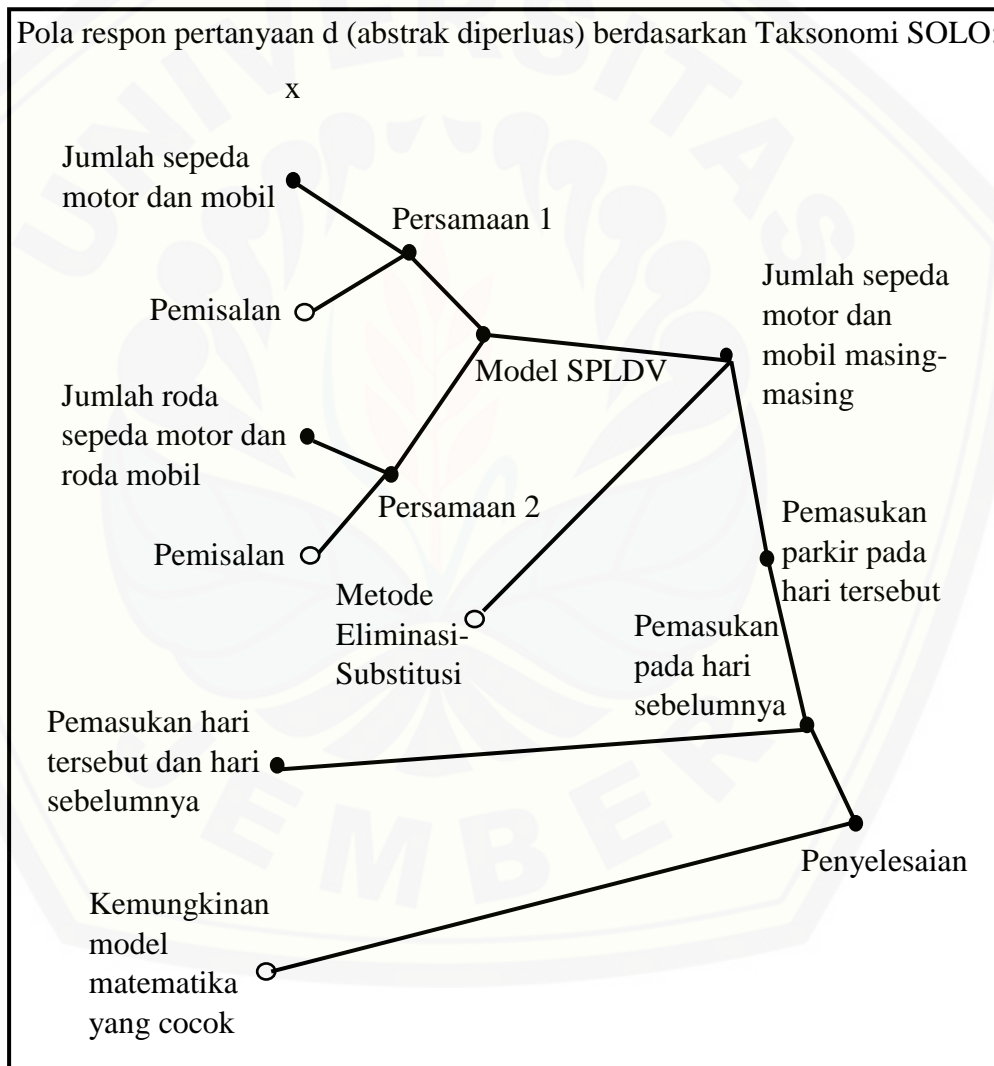 Pola respon pertanyaan d (abstrak diperluas) berdasarkan Taksonomi SOLO:
x
Jumlah sepeda
motor dan mobil
Persamaan 1
Pemisalan
Jumlah sepeda
motor dan
mobil masing-
masing
Model SPLDV
Jumlah roda
sepeda motor dan
roda mobil
Persamaan 2
Pemisalan
Pemasukan
parkir pada
hari tersebut
Metode
Eliminasi-
Substitusi
Pemasukan
pada hari
sebelumnya
Pemasukan hari
tersebut dan hari
sebelumnya
Penyelesaian
Kemungkinan
model
matematika
yang cocok
UNIVERSITAS
JEMBER